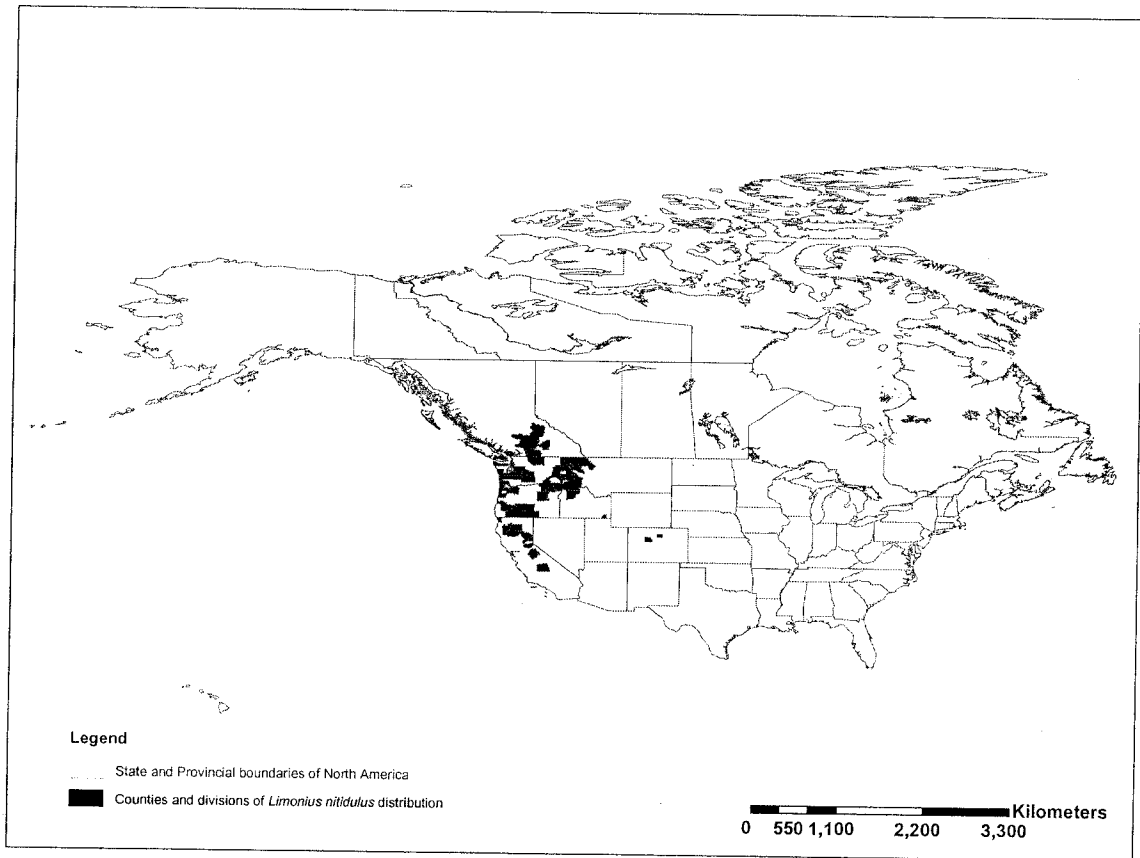 Legend
State and Provincial boundaries of North America
Counties and divisions of Limonius nitidulus distribution
Kilometers
0 550 1,100 2,200 3,300